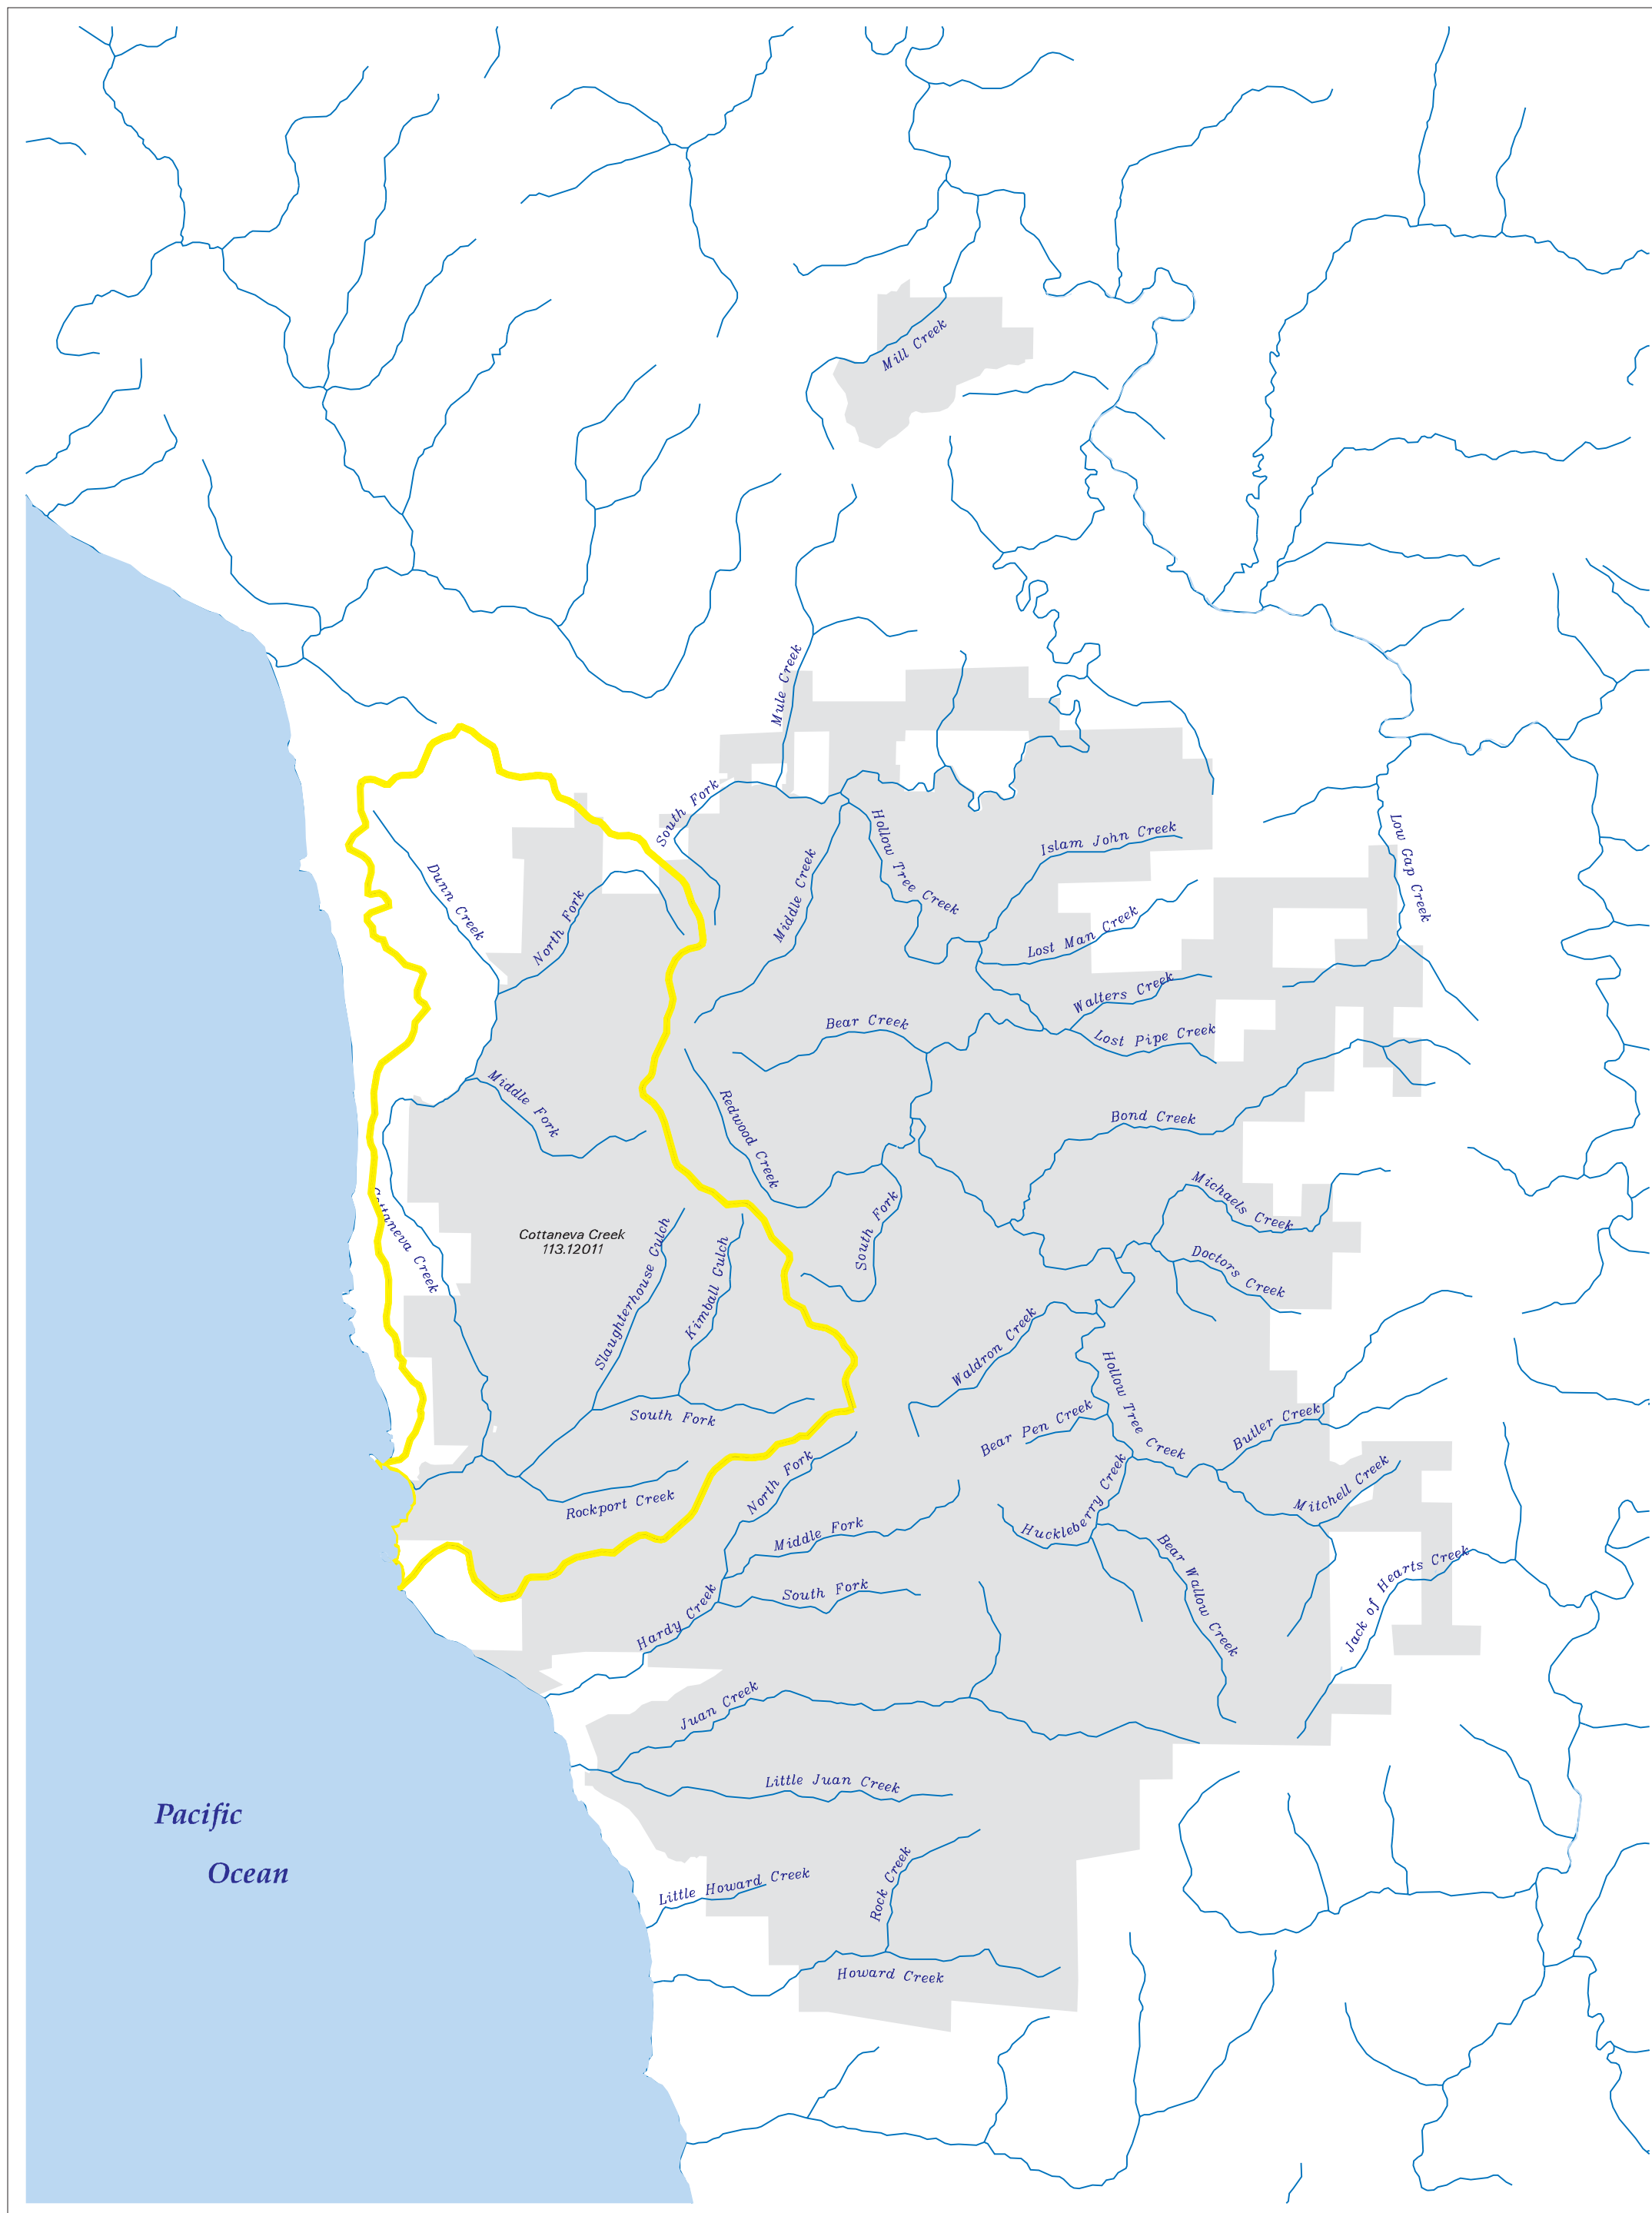 Mill Creek
Mule Creek
South Fork
Hollow Tree Creek
Islam John Creek
Low Gap Creek
Dunn Creek
North Fork
Middle Creek
Lost Man Creek
Walters Creek
Bear Creek
Lost Pipe Creek
Middle Fork
Redwood Creek
Bond Creek
Michaels Creek
Cottaneva Creek
Cottaneva Creek
113.12011
Slaughterhouse Gulch
Kimball Gulch
South Fork
Doctors Creek
Waldron Creek
Hollow Tree Creek
South Fork
Bear Pen Creek
Butler Creek
North Fork
Rockport Creek
Huckleberry Creek
Mitchell Creek
Middle Fork
Bear Wallow Creek
Jack of Hearts Creek
South Fork
Hardy Creek
Juan Creek
Little Juan Creek
Pacific
Ocean
Little Howard Creek
Rock Creek
Howard Creek